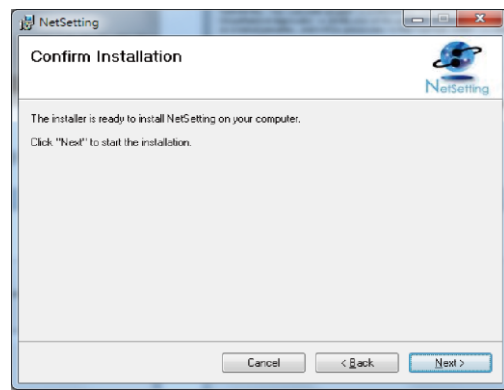 NetSetting
Confirm Installation
NetSetting
The installer is ready to install NetSetting on your computer.
Click "Next" to start the installation.
Cancel
< Back
Next >